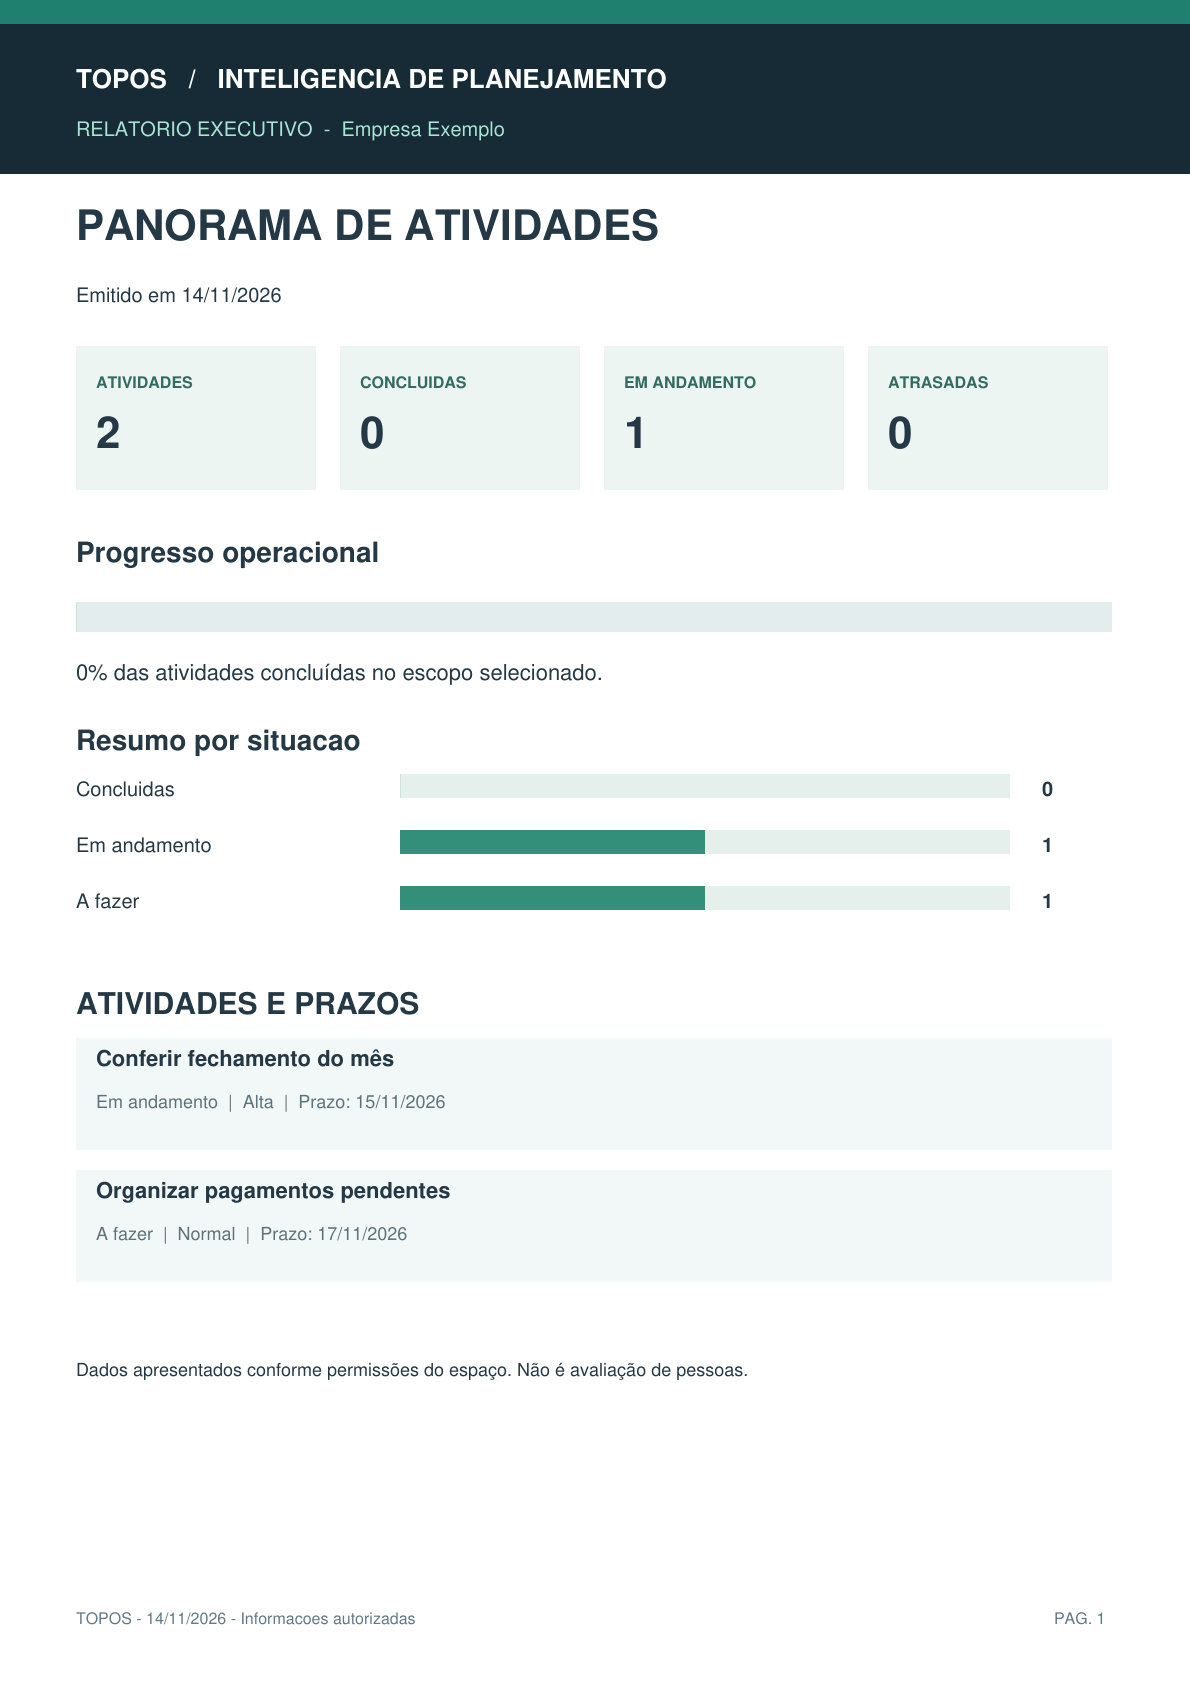 TOPOS / INTELIGENCIA DE PLANEJAMENTO
RELATORIO EXECUTIVO - Empresa Exemplo
PANORAMA DE ATIVIDADES
Emitido em 14/11/2026
ATIVIDADES
2
CONCLUIDAS
0
EM ANDAMENTO
1
ATRASADAS
0
Progresso operacional
0% das atividades concluídas no escopo selecionado.
Resumo por situacao
Concluidas 0
Em andamento 1
A fazer 1
ATIVIDADES E PRAZOS
Conferir fechamento do mês
Em andamento | Alta | Prazo: 15/11/2026
Organizar pagamentos pendentes
A fazer | Normal | Prazo: 17/11/2026
Dados apresentados conforme permissões do espaço. Não é avaliação de pessoas.
TOPOS - 14/11/2026 - Informacoes autorizadas PAG. 1